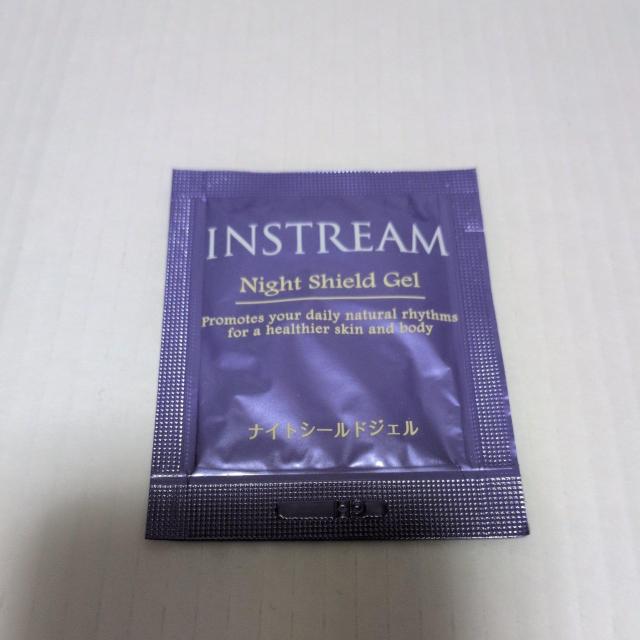 INSTREAM
Night Shield Gel
Promotes your daily natural rhythms
for a healthier skin and body
ナイトシールドジェル